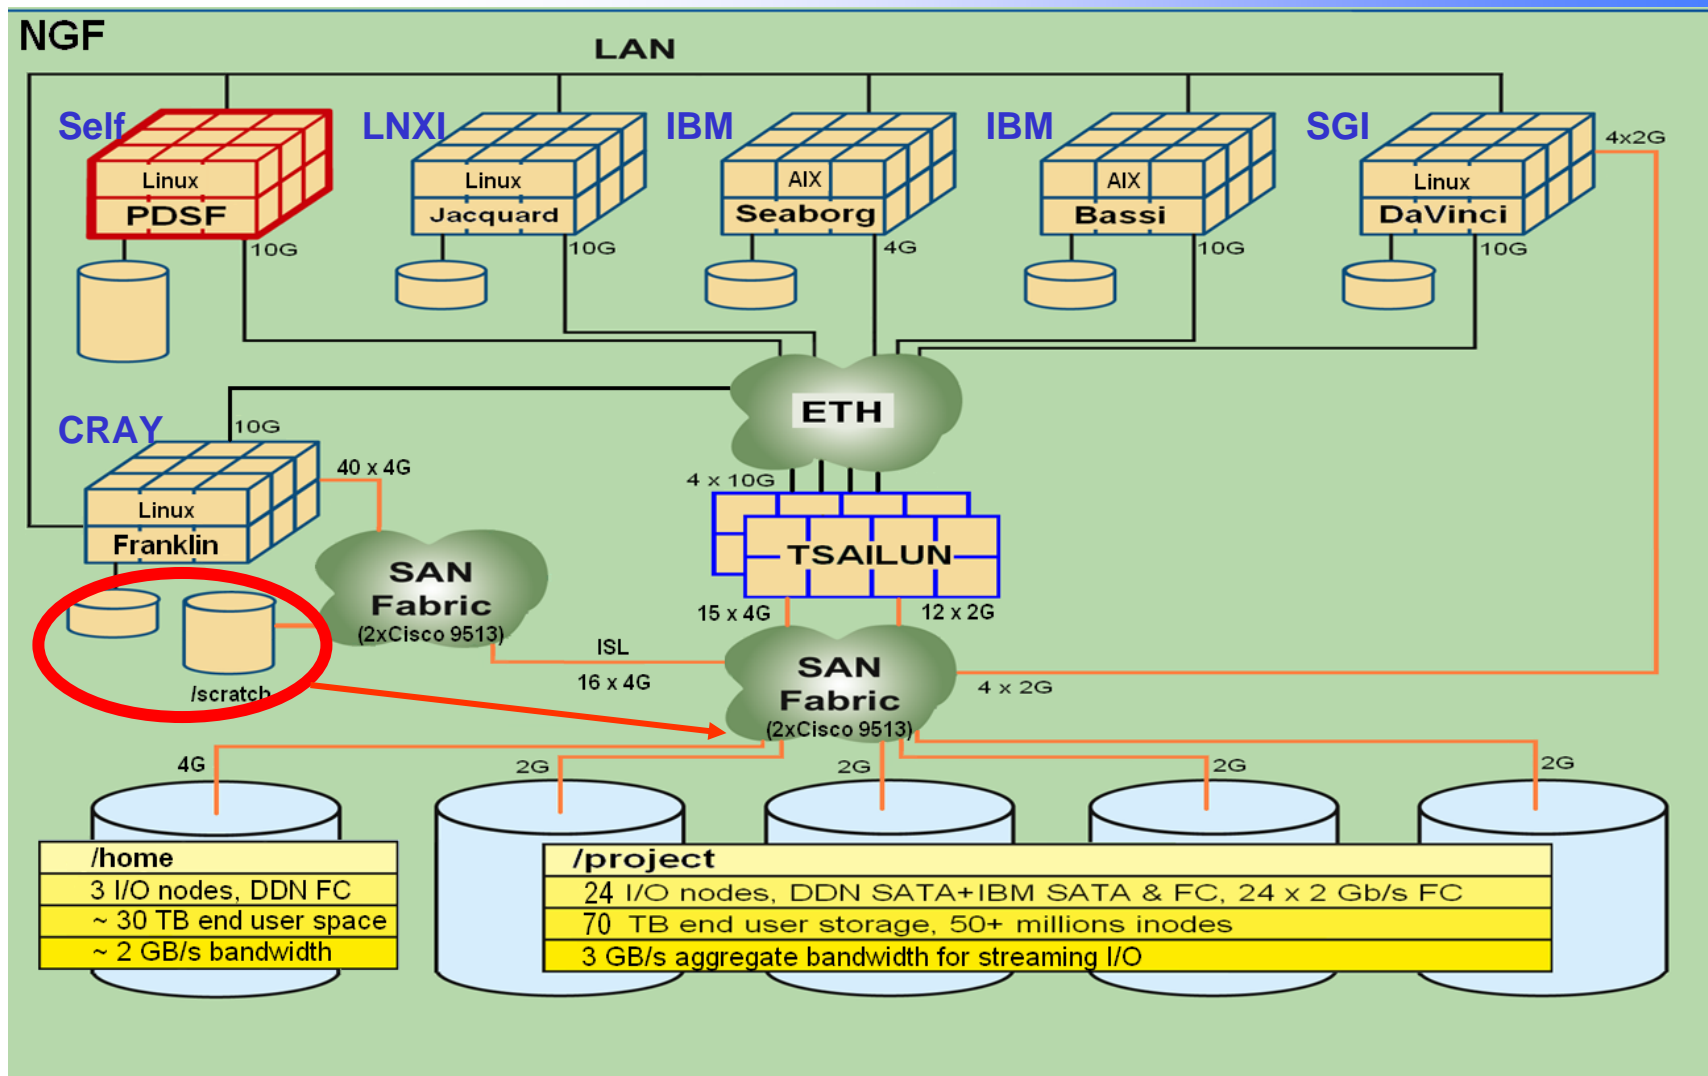 NGF
LAN
Self
LNXI
IBM
IBM
SGI
4x2G
Linux
PDSF
Linux
Jacquard
AIX
Seaborg
AIX
Bassi
Linux
DaVinci
10G
10G
4G
10G
10G
ETH
CRAY
10G
40 x 4G
4 x 10G
Linux
Franklin
TSAILUN
SAN
Fabric
(2xCisco 9513)
15 x 4G
12 x 2G
ISL
16 x 4G
/scratch
SAN
Fabric
(2xCisco 9513)
4 x 2G
4G
2G
2G
2G
2G
/home
3 I/O nodes, DDN FC
~ 30 TB end user space
~ 2 GB/s bandwidth
/project
24 I/O nodes, DDN SATA+IBM SATA & FC, 24 x 2 Gb/s FC
70 TB end user storage, 50+ millions inodes
3 GB/s aggregate bandwidth for streaming I/O